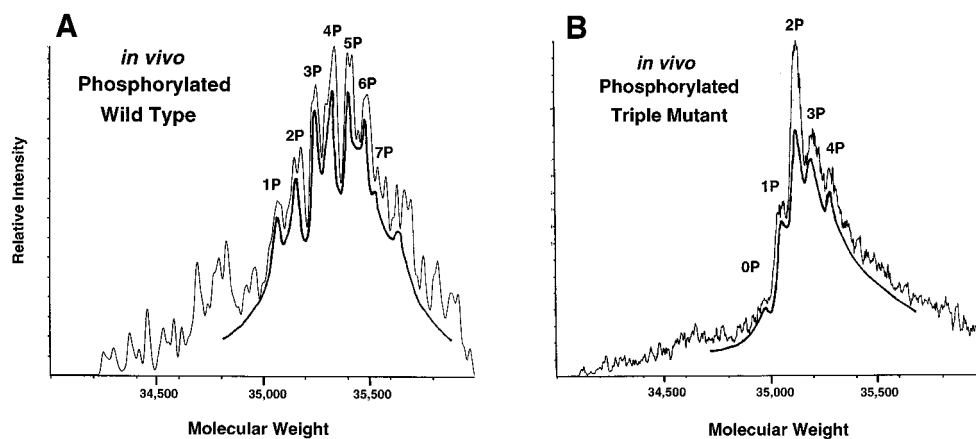 A
in vivo
Phosphorylated
Wild Type
1P
2P
3P
4P
5P
6P
7P
Relative Intensity
34,500
35,000
35,500
Molecular Weight
B
in vivo
Phosphorylated
Triple Mutant
0P
1P
2P
3P
4P
34,500
35,000
35,500
Molecular Weight